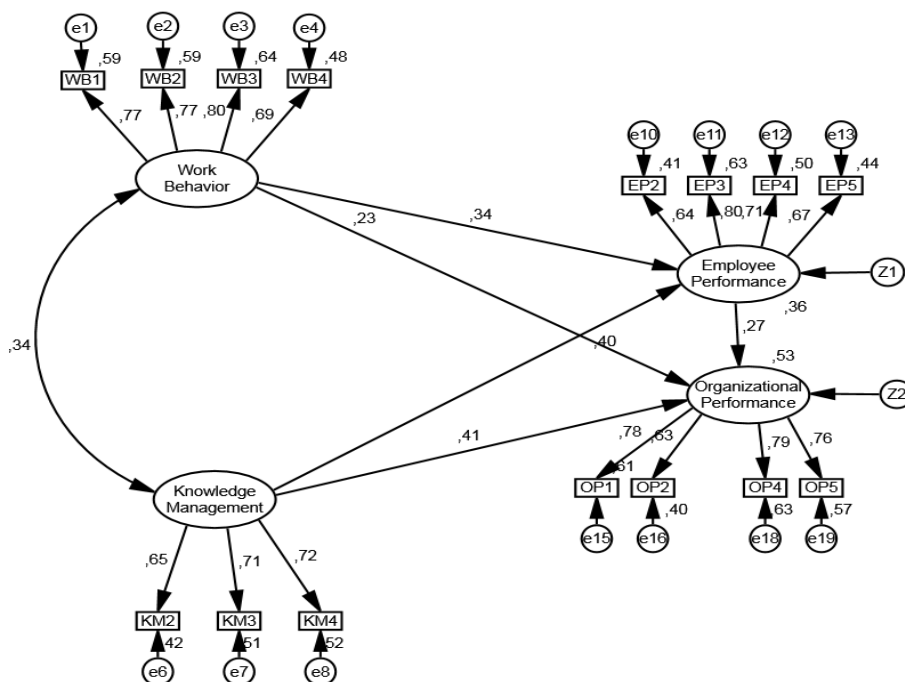 e1
e2
e3
e4
,59
,59
,64
,48
WB1
WB2
WB3
WB4
,77
,77
,80
,69
Work
Behavior
e10
e11
e12
e13
,41
,63
,50
,44
EP2
EP3
EP4
EP5
,64
,80
,71
,67
,23
,34
Employee
Performance
Z1
,36
,27
,34
,40
,53
Organizational
Performance
Z2
,41
,78
,63
,79
,76
,61
OP1
OP2
OP4
OP5
,40
,63
,57
e15
e16
e18
e19
Knowledge
Management
,65
,71
,72
KM2
KM3
KM4
,42
,51
,52
e6
e7
e8